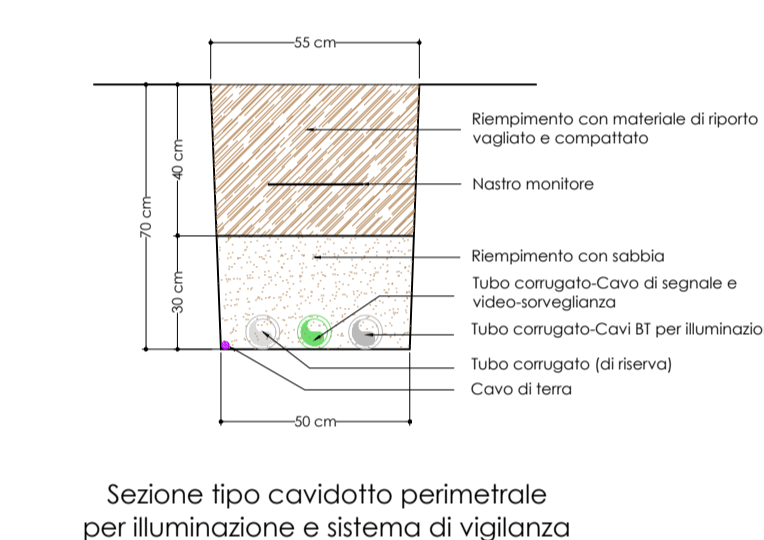 55 cm
Riempimento con materiale di riporto
vagliato e compattato
40 cm
Nastro monitore
70 cm
Riempimento con sabbia
30 cm
Tubo corrugato-Cavo di segnale e
video-sorveglianza
Tubo corrugato-Cavi BT per illuminazio
Tubo corrugato (di riserva)
Cavo di terra
50 cm
Sezione tipo cavidotto perimetrale
per illuminazione e sistema di vigilanza